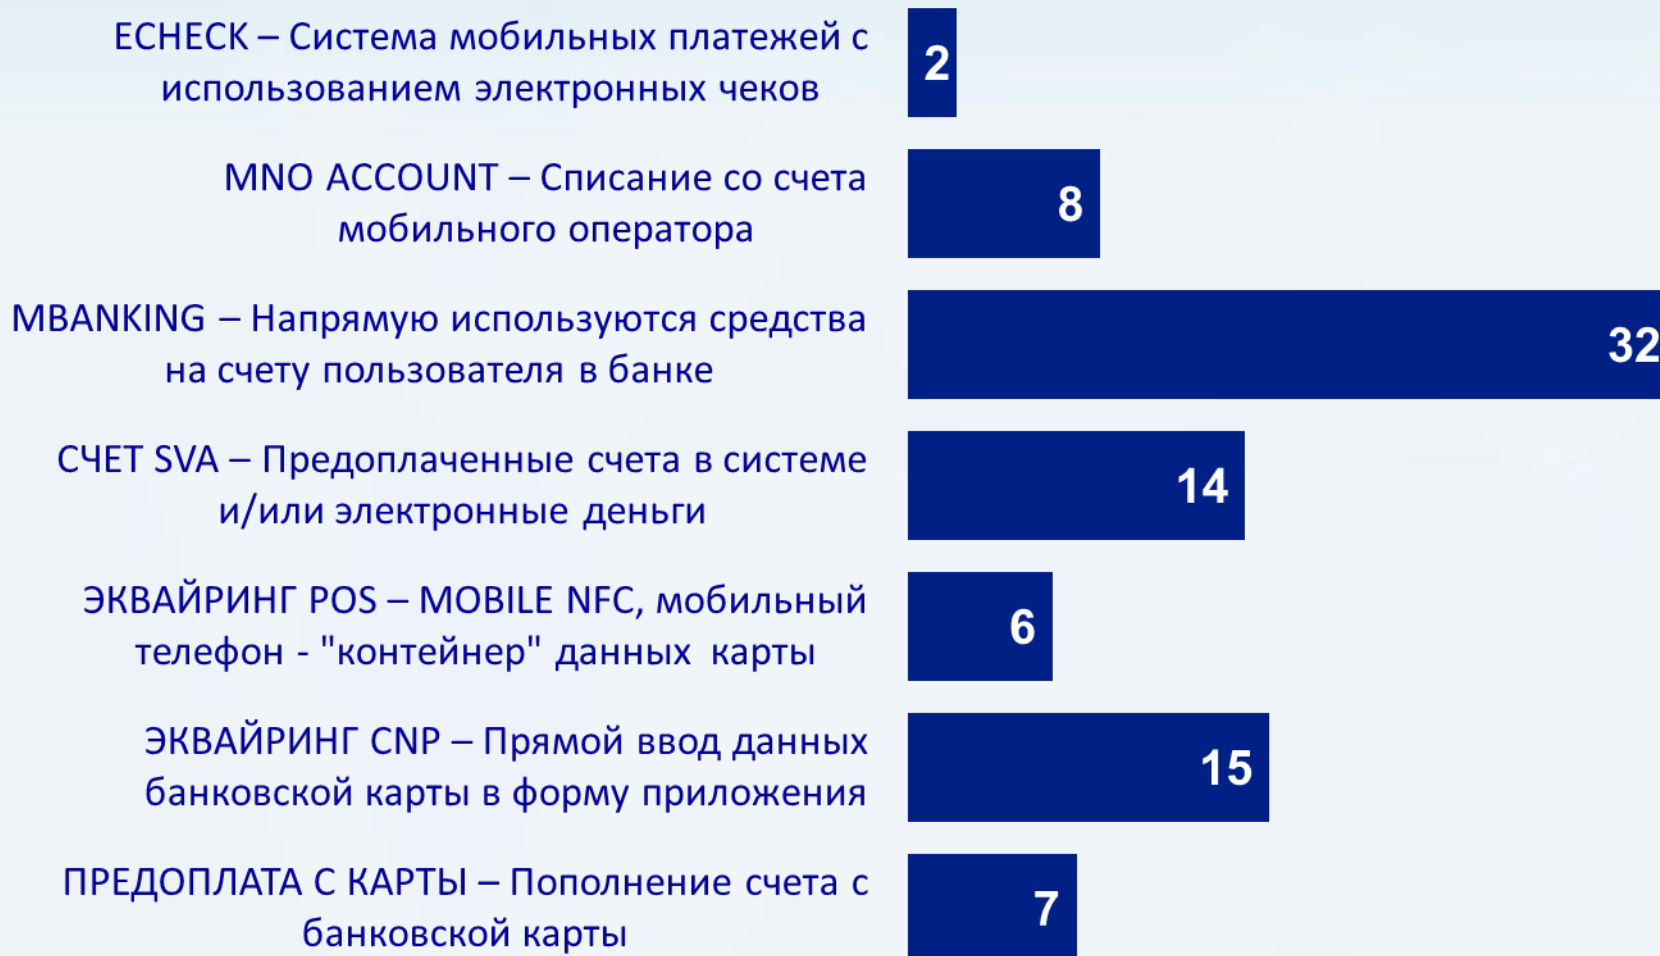 ECHECK – Система мобильных платежей с
использованием электронных чеков
2
MNO ACCOUNT – Списание со счета
мобильного оператора
8
MBANKING – Напрямую используются средства
на счету пользователя в банке
32
СЧЕТ SVA – Предоплаченные счета в системе
и/или электронные деньги
14
ЭКВАЙРИНГ POS – MOBILE NFC, мобильный
телефон - "контейнер" данных карты
6
ЭКВАЙРИНГ CNP – Прямой ввод данных
банковской карты в форму приложения
15
ПРЕДОПЛАТА С КАРТЫ – Пополнение счета с
банковской карты
7